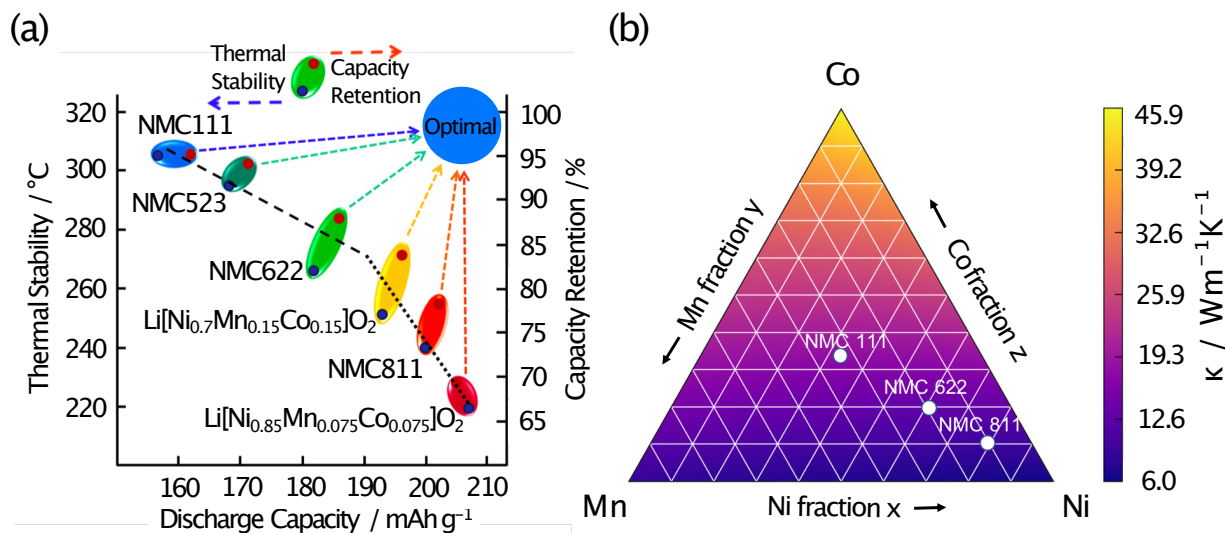 (a)
Thermal
Stability
Capacity
Retention
Optimal
NMC111
NMC523
NMC622
Li[Ni0.7Mn0.15Co0.15]O2
NMC811
Li[Ni0.85Mn0.075Co0.075]O2
Thermal Stability / °C
320
300
280
260
240
220
Capacity Retention / %
100
95
90
85
80
75
70
65
160
170
180
190
200
210
Discharge Capacity / mAh g−1
(b)
Co
Mn
Ni
Mn fraction y
Co fraction z
Ni fraction x
NMC 111
NMC 622
NMC 811
45.9
39.2
32.6
25.9
19.3
12.6
6.0
κ / Wm−1K−1